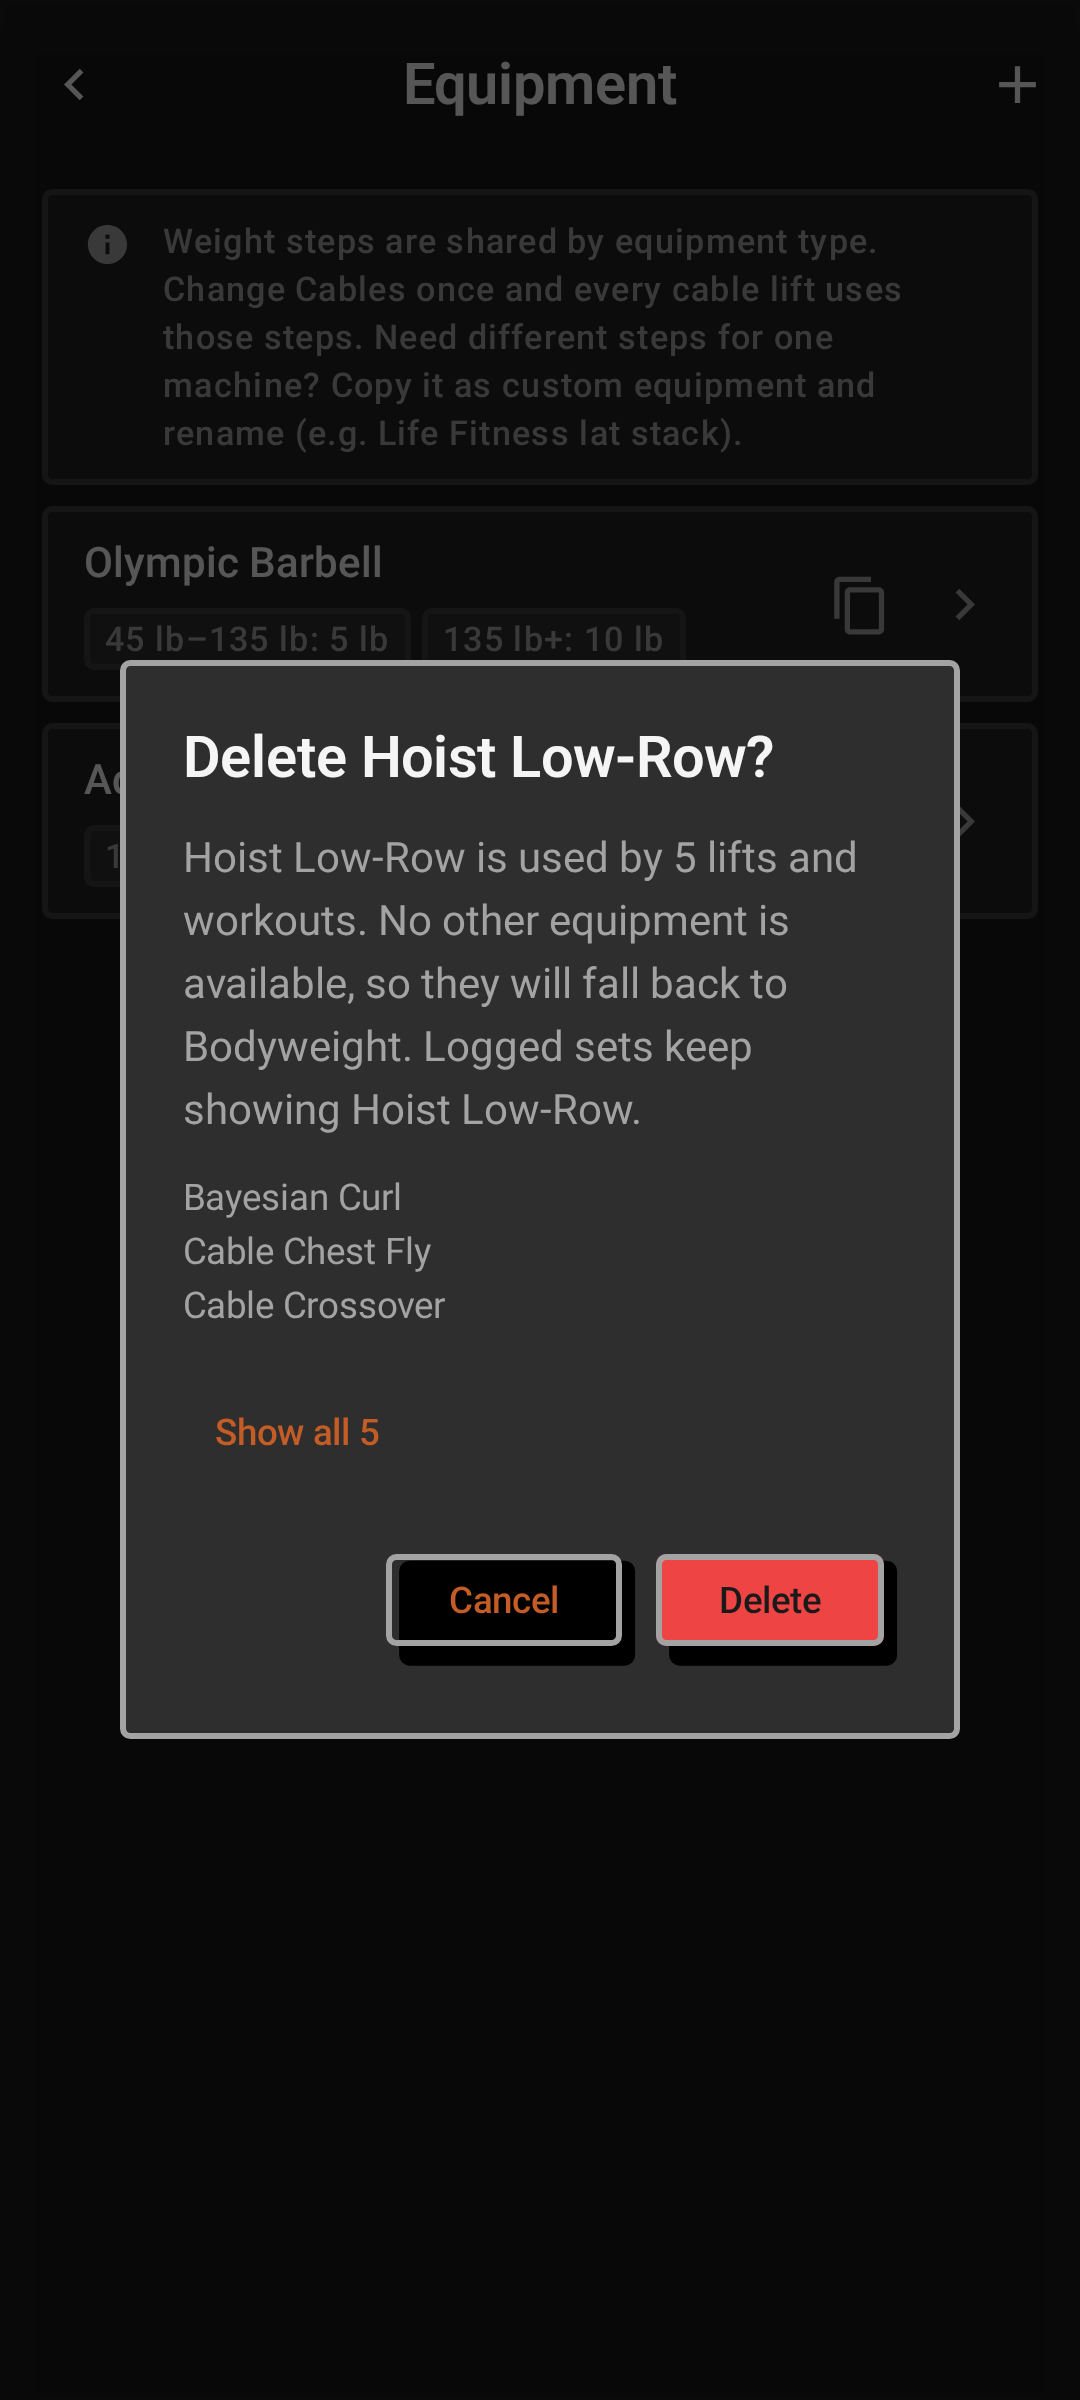 Equipment
Weight steps are shared by equipment type.
Change Cables once and every cable lift uses
those steps. Need different steps for one
machine? Copy it as custom equipment and
rename (e.g. Life Fitness lat stack).
Olympic Barbell
45 lb–135 lb: 5 lb
135 lb+: 10 lb
Delete Hoist Low-Row?
Hoist Low-Row is used by 5 lifts and
workouts. No other equipment is
available, so they will fall back to
Bodyweight. Logged sets keep
showing Hoist Low-Row.
Bayesian Curl
Cable Chest Fly
Cable Crossover
Show all 5
Cancel
Delete